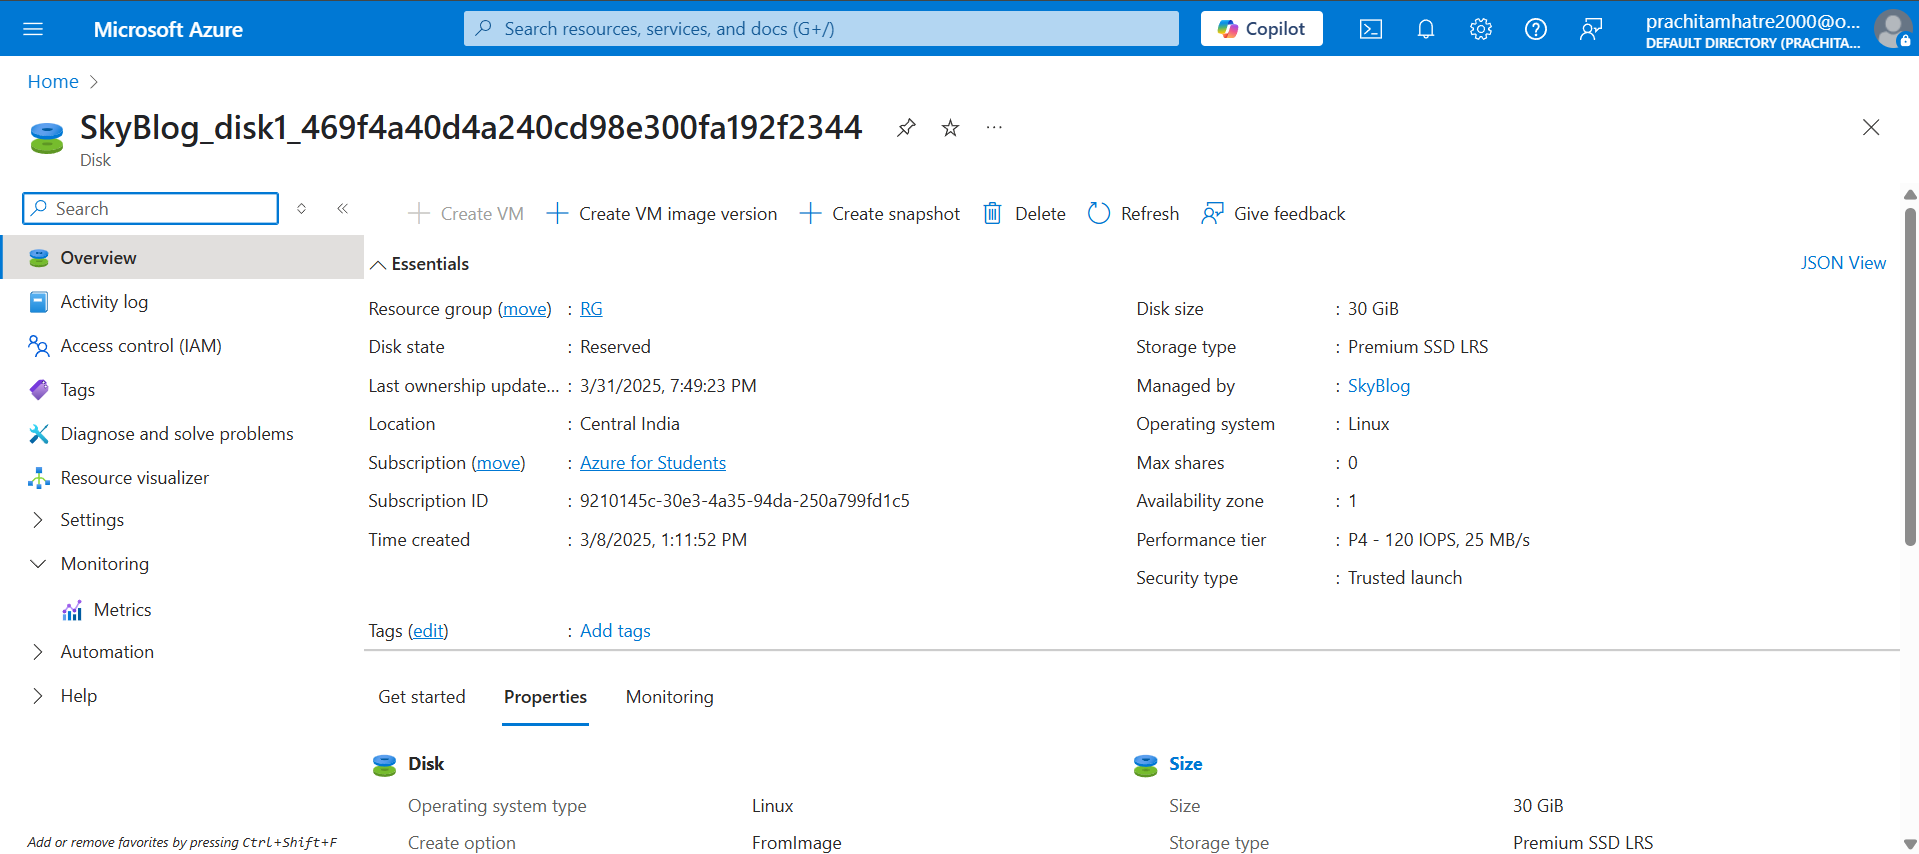 Microsoft Azure
Search resources, services, and docs (G+/)
Copilot
prachitamhatre2000@o...
DEFAULT DIRECTORY (PRACHITA...
Home
SkyBlog_disk1_469f4a40d4a240cd98e300fa192f2344
Disk
Search
Create VM
Create VM image version
Create snapshot
Delete
Refresh
Give feedback
Overview
Activity log
Access control (IAM)
Tags
Diagnose and solve problems
Resource visualizer
Settings
Monitoring
Metrics
Automation
Help
Add or remove favorites by pressing Ctrl+Shift+F
Essentials
JSON View
Resource group (move) : RG
Disk state : Reserved
Last ownership update... : 3/31/2025, 7:49:23 PM
Location : Central India
Subscription (move) : Azure for Students
Subscription ID : 9210145c-30e3-4a35-94da-250a799fd1c5
Time created : 3/8/2025, 1:11:52 PM
Disk size : 30 GiB
Storage type : Premium SSD LRS
Managed by : SkyBlog
Operating system : Linux
Max shares : 0
Availability zone : 1
Performance tier : P4 - 120 IOPS, 25 MB/s
Security type : Trusted launch
Tags (edit) : Add tags
Get started
Properties
Monitoring
Disk
Operating system type Linux
Create option FromImage
Size
Size 30 GiB
Storage type Premium SSD LRS